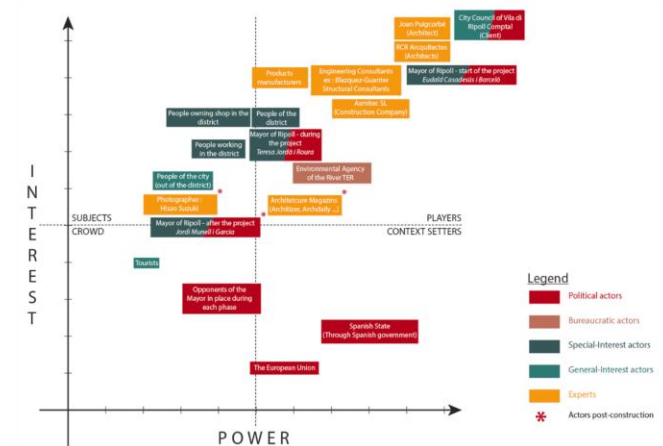 Joan Puigcorbé
(Architect)
City Council of Vila di
Ripoll Comptal
(Client)
RCR Arcquitectes
(Architects)
Products
manufacturers
Engineering Consultants
ex : Blazquez-Guanter
Structural Consultants
Mayor of Ripoll - start of the project
Eudald Casadesús i Barceló
Asmitec SL
(Construction Company)
People owning shop in the
district
People of the
district
People working
in the district
Mayor of Ripoll - during
the project
Teresa Jordà i Roura
Environmental Agency
of the River TER
People of the city
(out of the district)
Photographer :
Hisao Suzuki
Architetcure Magazins
(Architizer, Archdaily ...)
SUBJECTS
PLAYERS
CROWD
CONTEXT SETTERS
Mayor of Ripoll - after the project
Jordi Munell i Garcia
Tourists
Opponents of the
Mayor in place during
each phase
Spanish State
(Through Spanish government)
The European Union
INTEREST
POWER
Legend
Political actors
Bureaucratic actors
Special-Interest actors
General-Interest actors
Experts
* Actors post-construction